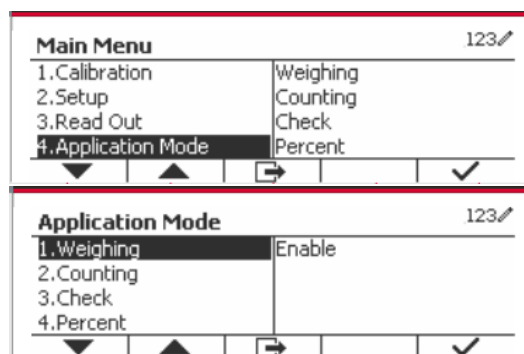 Main Menu 123
1.Calibration Weighing
2.Setup Counting
3.Read Out Check
4.Application Mode Percent
Application Mode 123
1.Weighing Enable
2.Counting
3.Check
4.Percent